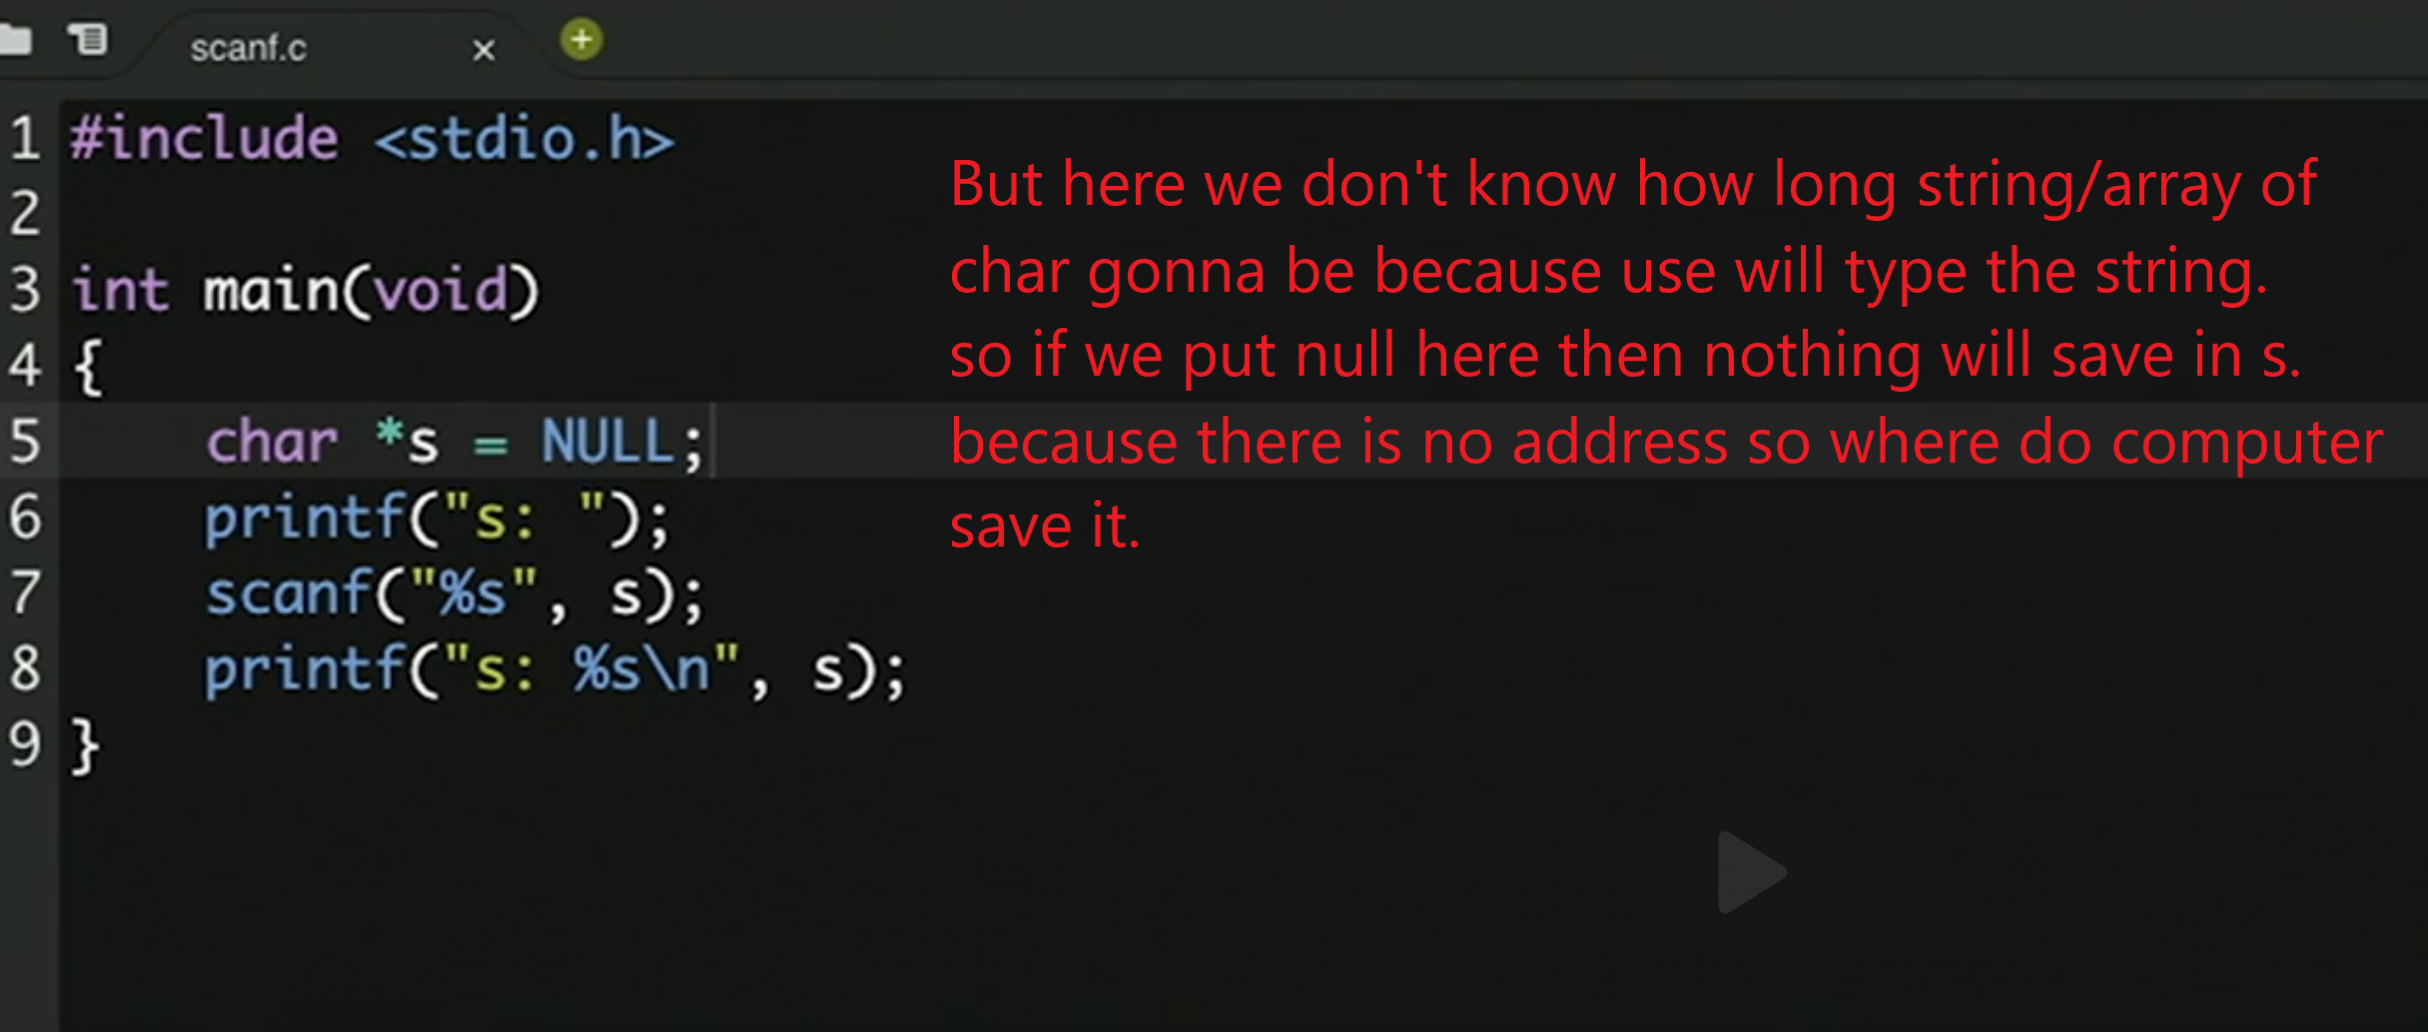 scanf.c
1 #include <stdio.h>
2
3 int main(void)
4 {
5 char *s = NULL;
6 printf("s: ");
7 scanf("%s", s);
8 printf("s: %s\n", s);
9 }
But here we don't know how long string/array of
char gonna be because use will type the string.
so if we put null here then nothing will save in s.
because there is no address so where do computer
save it.